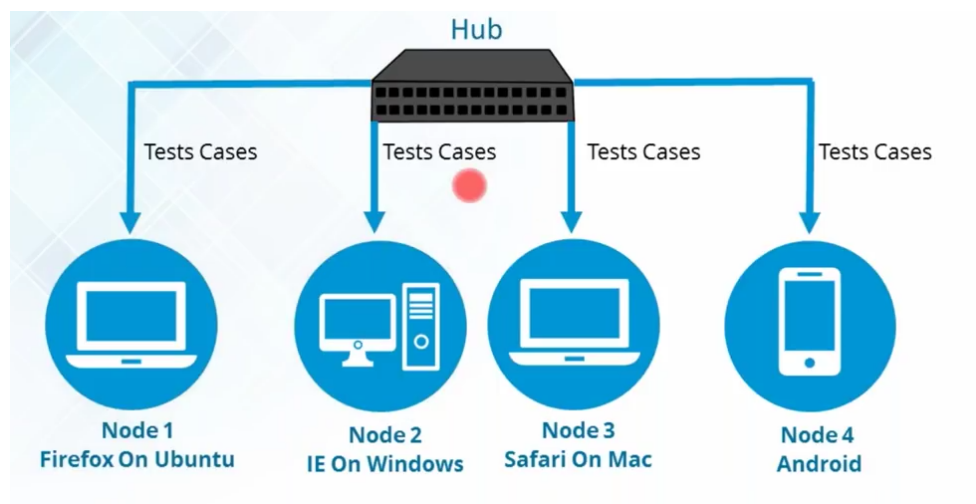 Hub
Tests Cases
Tests Cases
Tests Cases
Tests Cases
Node 1
Firefox On Ubuntu
Node 2
IE On Windows
Node 3
Safari On Mac
Node 4
Android